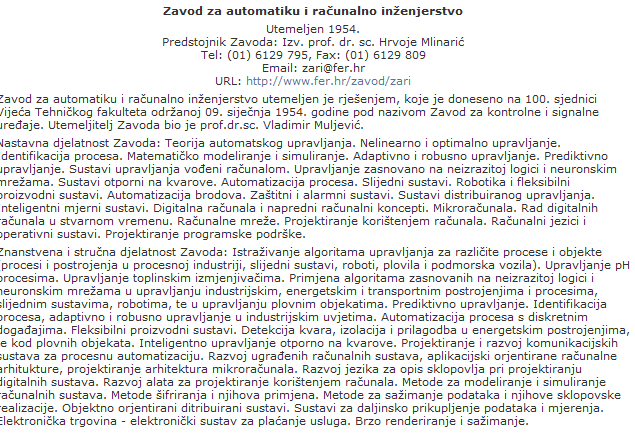 Zavod za automatiku i računalno inženjerstvo
Utemeljen 1954.
Predstojnik Zavoda: Izv. prof. dr. sc. Hrvoje Mlinarić
Tel: (01) 6129 795, Fax: (01) 6129 809
Email: zari@fer.hr
URL: http://www.fer.hr/zavod/zari
Zavod za automatiku i računalno inženjerstvo utemeljen je rješenjem, koje je doneseno na 100. sjednici
Vijeća Tehničkog fakulteta održanoj 09. siječnja 1954. godine pod nazivom Zavod za kontrolne i signalne
uređaje. Utemeljitelj Zavoda bio je prof.dr.sc. Vladimir Muljević.
Nastavna djelatnost Zavoda: Teorija automatskog upravljanja. Nelinearno i optimalno upravljanje.
Identifikacija procesa. Matematičko modeliranje i simuliranje. Adaptivno i robusno upravljanje. Prediktivno
upravljanje. Sustavi upravljanja vođeni računalom. Upravljanje zasnovano na neizrazitoj logici i neuronskim
mrežama. Sustavi otporni na kvarove. Automatizacija procesa. Slijedni sustavi. Robotika i fleksibilni
proizvodni sustavi. Automatizacija brodova. Zaštitni i alarmni sustavi. Sustavi distribuiranog upravljanja.
Inteligentni mjerni sustavi. Digitalna računala i napredni računalni koncepti. Mikroračunala. Rad digitalnih
računala u stvarnom vremenu. Računalne mreže. Projektiranje korištenjem računala. Računalni jezici i
operativni sustavi. Projektiranje programske podrške.
Znanstvena i stručna djelatnost Zavoda: Istraživanje algoritama upravljanja za različite procese i objekte
(procesi i postrojenja u procesnoj industriji, slijedni sustavi, roboti, plovila i podmorska vozila). Upravljanje pH
procesima. Upravljanje toplinskim izmjenjivačima. Primjena algoritama zasnovanih na neizrazitoj logici i
neuronskim mrežama u upravljanju industrijskim, energetskim i transportnim postrojenjima i procesima,
slijednim sustavima, robotima, te u upravljanju plovnim objekatima. Prediktivno upravljanje. Identifikacija
procesa, adaptivno i robusno upravljanje u industrijskim uvjetima. Automatizacija procesa s diskretnim
događajima. Fleksibilni proizvodni sustavi. Detekcija kvara, izolacija i prilagodba u energetskim postrojenjima,
te kod plovnih objekata. Inteligentno upravljanje otporno na kvarove. Projektiranje i razvoj komunikacijskih
sustava za procesnu automatizaciju. Razvoj ugrađenih računalnih sustava, aplikacijski orjentirane računalne
arhitukture, projektiranje arhitektura mikroračunala. Razvoj jezika za opis sklopovlja pri projektiranju
digitalnih sustava. Razvoj alata za projektiranje korištenjem računala. Metode za modeliranje i simuliranje
računalnih sustava. Metode šifriranja i njihova primjena. Metode za sažimanje podataka i njihove sklopovske
realizacije. Objektno orjentirani ditribuirani sustavi. Sustavi za daljinsko prikupljenje podataka i mjerenja.
Elektronička trgovina - elektronički sustav za plaćanje usluga. Brzo renderiranje i sažimanje.